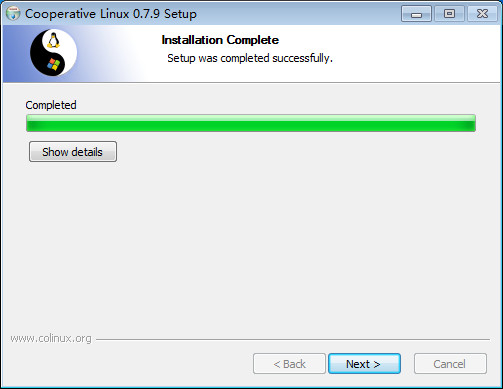 Cooperative Linux 0.7.9 Setup
Installation Complete
Setup was completed successfully.
Completed
Show details
www.colinux.org
< Back
Next >
Cancel